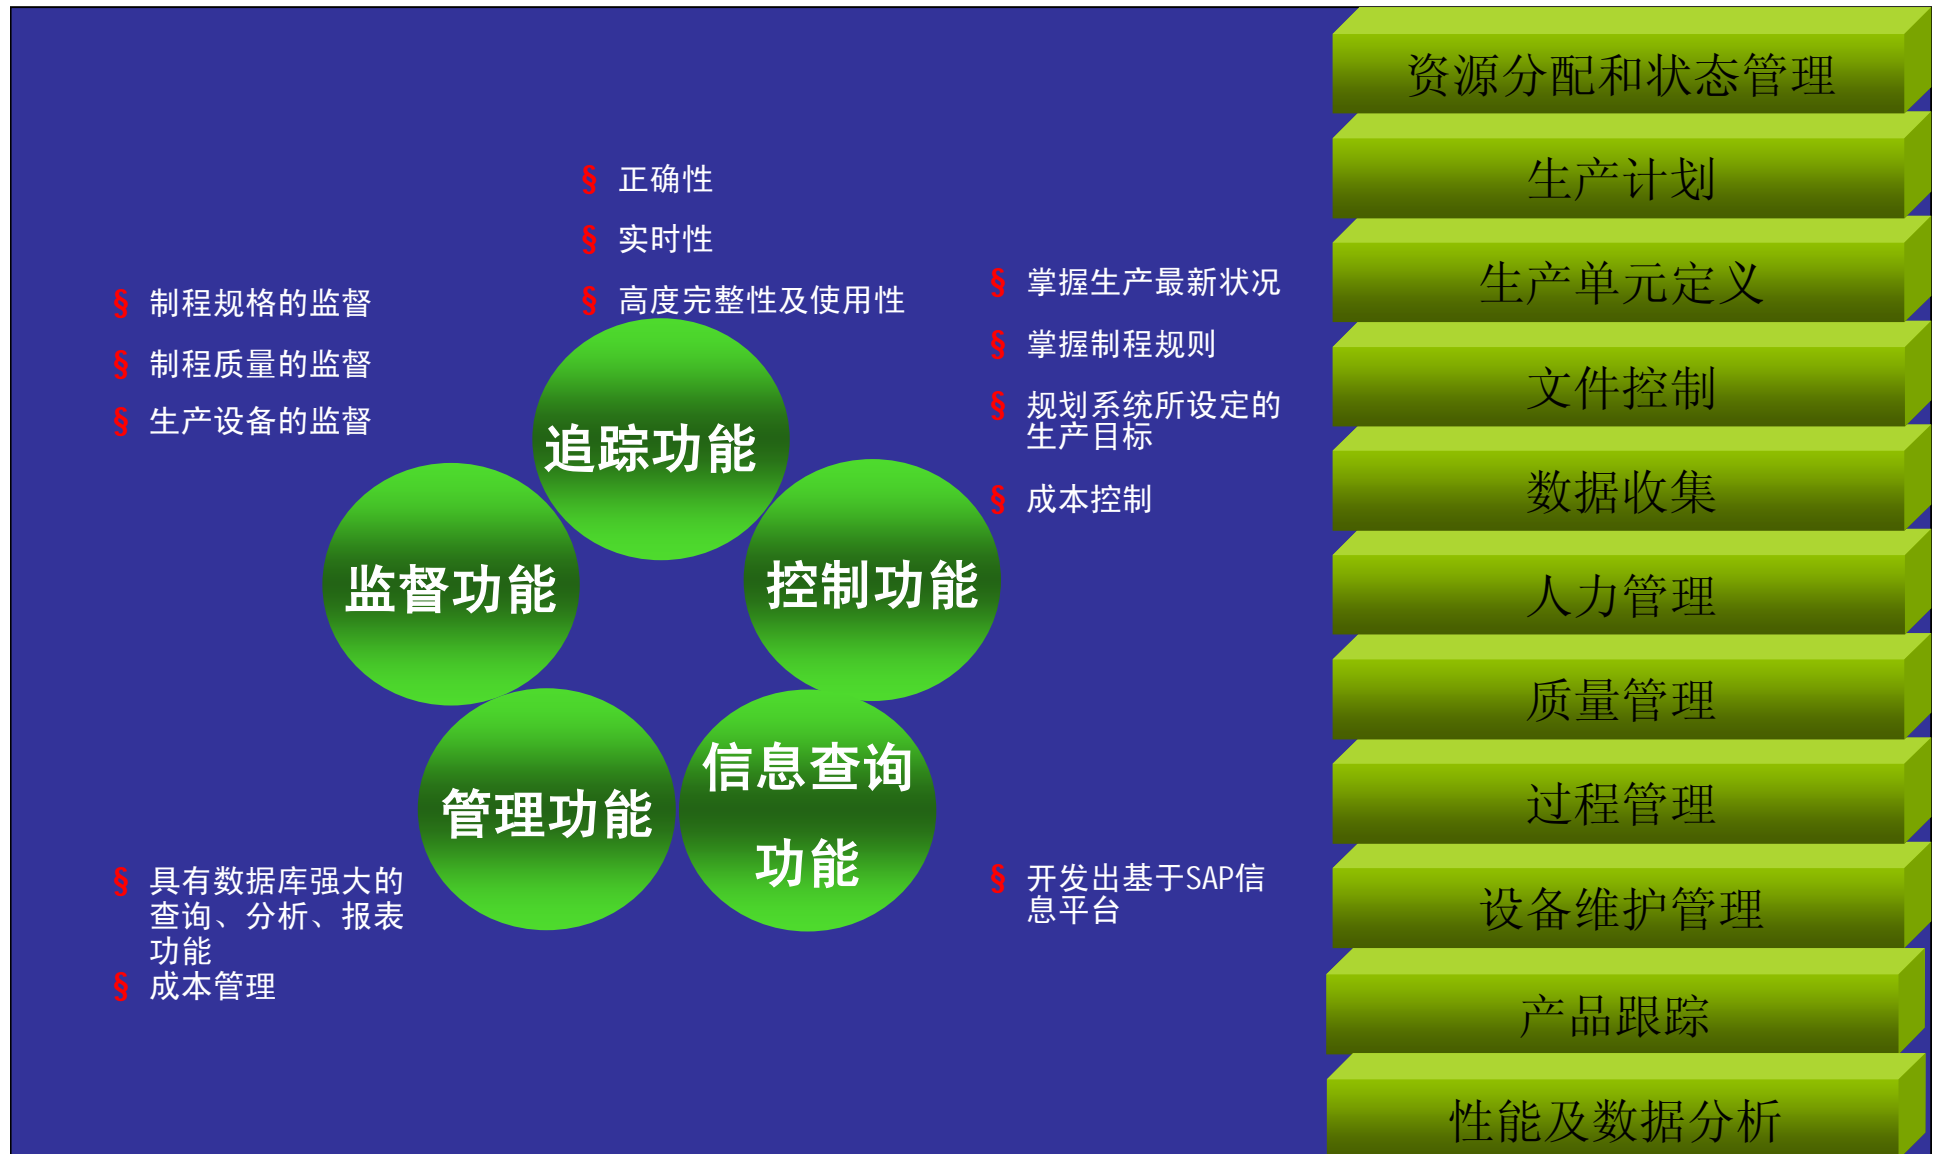 § 正确性
§ 实时性
§ 高度完整性及使用性
§ 制程规格的监督
§ 制程质量的监督
§ 生产设备的监督
§ 掌握生产最新状况
§ 掌握制程规则
§ 规划系统所设定的
生产目标
§ 成本控制
追踪功能
监督功能
控制功能
管理功能
信息查询
功能
§ 具有数据库强大的
查询、分析、报表
功能
§ 成本管理
§ 开发出基于SAP信
息平台
资源分配和状态管理
生产计划
生产单元定义
文件控制
数据收集
人力管理
质量管理
过程管理
设备维护管理
产品跟踪
性能及数据分析